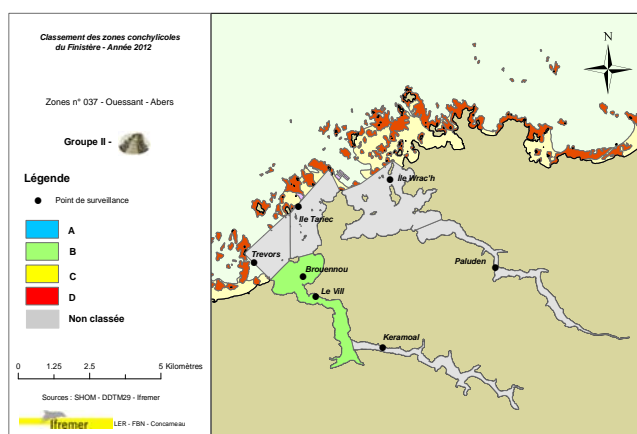 Classement des zones conchylicoles
du Finistère - Année 2012
Zones n° 037 - Ouessant - Abers
Groupe II -
Légende
Point de surveillance
A
B
C
D
Non classée
0 1.25 2.5 5 Kilomètres
Sources : SHOM - DDTM29 - Ifremer
Ifremer LER - FBN - Concarneau
N
Ile Wrac'h
Ile Tariec
Trevors
Brouennou
Paluden
Le Vill
Keramoal